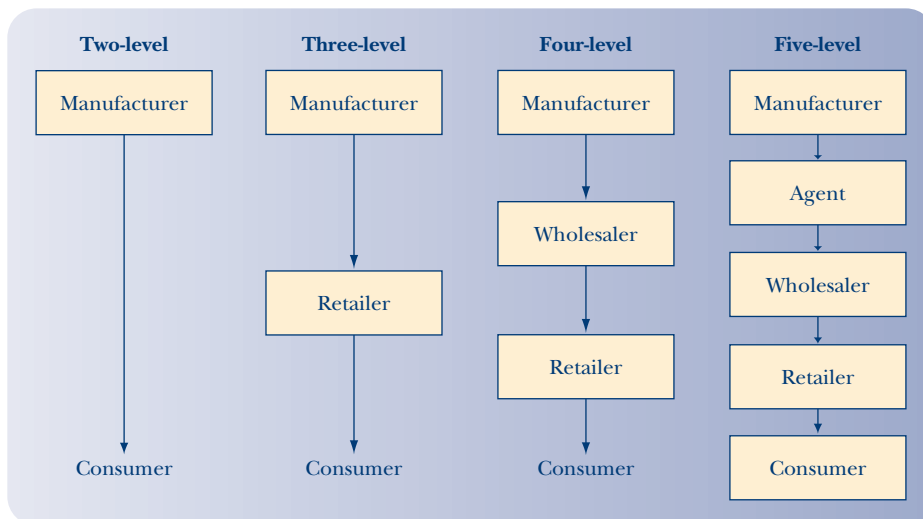 Two-level
Manufacturer
Consumer
Three-level
Manufacturer
Retailer
Consumer
Four-level
Manufacturer
Wholesaler
Retailer
Consumer
Five-level
Manufacturer
Agent
Wholesaler
Retailer
Consumer